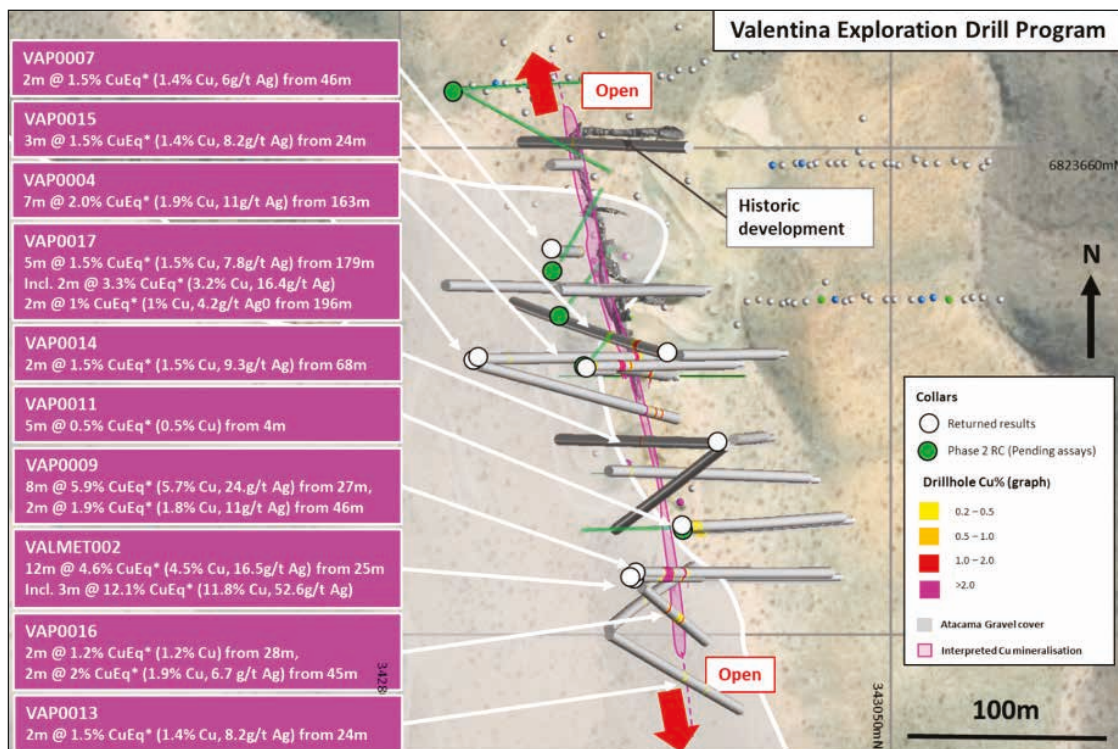 Valentina Exploration Drill Program
VAP0007
2m @ 1.5% CuEq* (1.4% Cu, 6g/t Ag) from 46m
VAP0015
3m @ 1.5% CuEq* (1.4% Cu, 8.2g/t Ag) from 24m
VAP0004
7m @ 2.0% CuEq* (1.9% Cu, 11g/t Ag) from 163m
VAP0017
5m @ 1.5% CuEq* (1.5% Cu, 7.8g/t Ag) from 179m
Incl. 2m @ 3.3% CuEq* (3.2% Cu, 16.4g/t Ag)
2m @ 1% CuEq* (1% Cu, 4.2g/t Ag0 from 196m
VAP0014
2m @ 1.5% CuEq* (1.5% Cu, 9.3g/t Ag) from 68m
VAP0011
5m @ 0.5% CuEq* (0.5% Cu) from 4m
VAP0009
8m @ 5.9% CuEq* (5.7% Cu, 24.g/t Ag) from 27m,
2m @ 1.9% CuEq* (1.8% Cu, 11g/t Ag) from 46m
VALMET002
12m @ 4.6% CuEq* (4.5% Cu, 16.5g/t Ag) from 25m
Incl. 3m @ 12.1% CuEq* (11.8% Cu, 52.6g/t Ag)
VAP0016
2m @ 1.2% CuEq* (1.2% Cu) from 28m,
2m @ 2% CuEq* (1.9% Cu, 6.7 g/t Ag) from 45m
VAP0013
2m @ 1.5% CuEq* (1.4% Cu, 8.2g/t Ag) from 24m
Open
6823660mN
Historic
development
N
Collars
Returned results
Phase 2 RC (Pending assays)
Drillhole Cu% (graph)
0.2 – 0.5
0.5 – 1.0
1.0 – 2.0
>2.0
Atacama Gravel cover
Interpreted Cu mineralisation
Open
3428
343050mN
100m